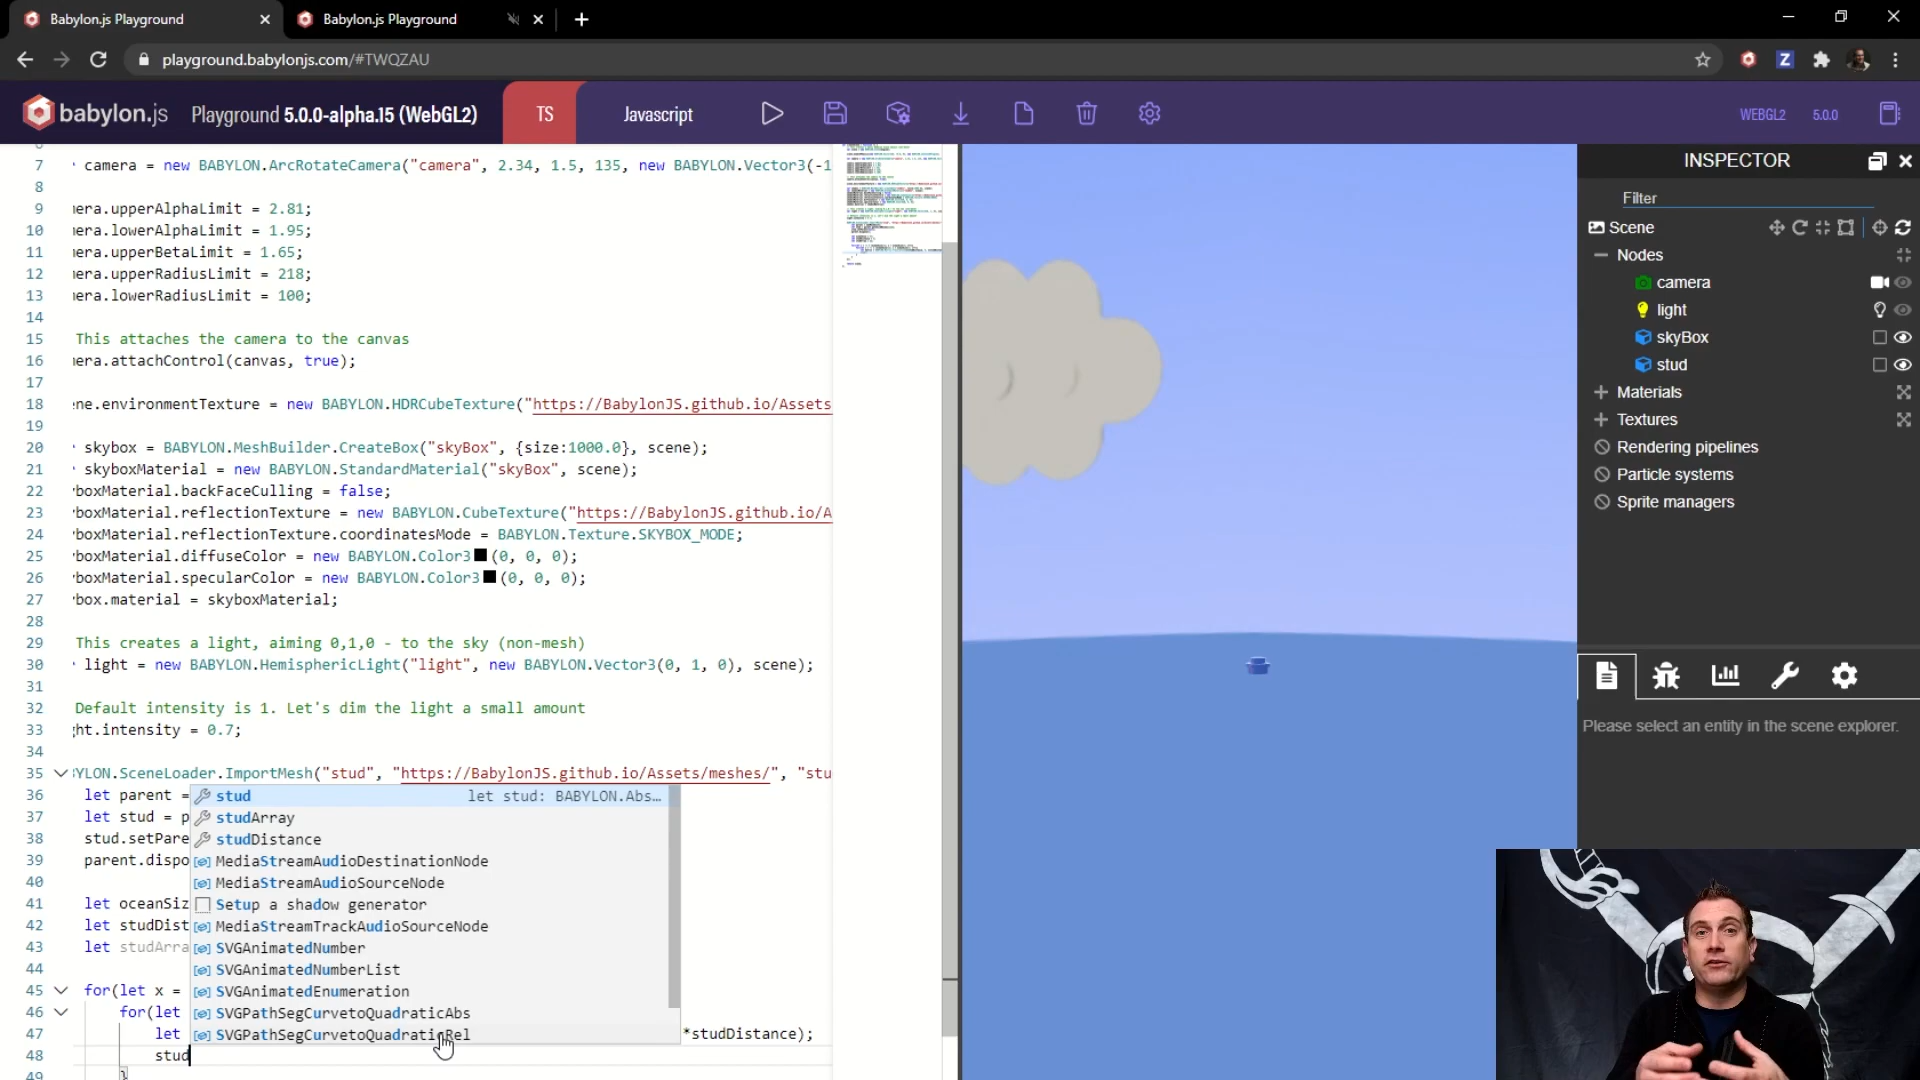 Babylon.js Playground
Babylon.js Playground
playground.babylonjs.com/#TWQZAU
babylon.js Playground 5.0.0-alpha.15 (WebGL2) TS Javascript WEBGL2 5.0.0
7 camera = new BABYLON.ArcRotateCamera("camera", 2.34, 1.5, 135, new BABYLON.Vector3(-1
8
9 era.upperAlphaLimit = 2.81;
10 era.lowerAlphaLimit = 1.95;
11 era.upperBetaLimit = 1.65;
12 era.upperRadiusLimit = 218;
13 era.lowerRadiusLimit = 100;
14
15 This attaches the camera to the canvas
16 era.attachControl(canvas, true);
17
18 ne.environmentTexture = new BABYLON.HDRCubeTexture("https://BabylonJS.github.io/Assets
19
20 skybox = BABYLON.MeshBuilder.CreateBox("skyBox", {size:1000.0}, scene);
21 skyboxMaterial = new BABYLON.StandardMaterial("skyBox", scene);
22 boxMaterial.backFaceCulling = false;
23 boxMaterial.reflectionTexture = new BABYLON.CubeTexture("https://BabylonJS.github.io/A
24 boxMaterial.reflectionTexture.coordinatesMode = BABYLON.Texture.SKYBOX_MODE;
25 boxMaterial.diffuseColor = new BABYLON.Color3(0, 0, 0);
26 boxMaterial.specularColor = new BABYLON.Color3(0, 0, 0);
27 box.material = skyboxMaterial;
28
29 This creates a light, aiming 0,1,0 - to the sky (non-mesh)
30 light = new BABYLON.HemisphericLight("light", new BABYLON.Vector3(0, 1, 0), scene);
31
32 Default intensity is 1. Let's dim the light a small amount
33 ht.intensity = 0.7;
34
35 YLON.SceneLoader.ImportMesh("stud", "https://BabylonJS.github.io/Assets/meshes/", "stu
36 let parent =
37 let stud = p
38 stud.setPare
39 parent.dispo
40
41 let oceanSiz
42 let studDist
43 let studArra
44
45 for(let x =
46 for(let
47 let *studDistance);
48 stud
49 }
stud let stud: BABYLON.Abs...
studArray
studDistance
MediaStreamAudioDestinationNode
MediaStreamAudioSourceNode
Setup a shadow generator
MediaStreamTrackAudioSourceNode
SVGAnimatedNumber
SVGAnimatedNumberList
SVGAnimatedEnumeration
SVGPathSegCurvetoQuadraticAbs
SVGPathSegCurvetoQuadraticRel
INSPECTOR
Filter
Scene
Nodes
camera
light
skyBox
stud
Materials
Textures
Rendering pipelines
Particle systems
Sprite managers
Please select an entity in the scene explorer.